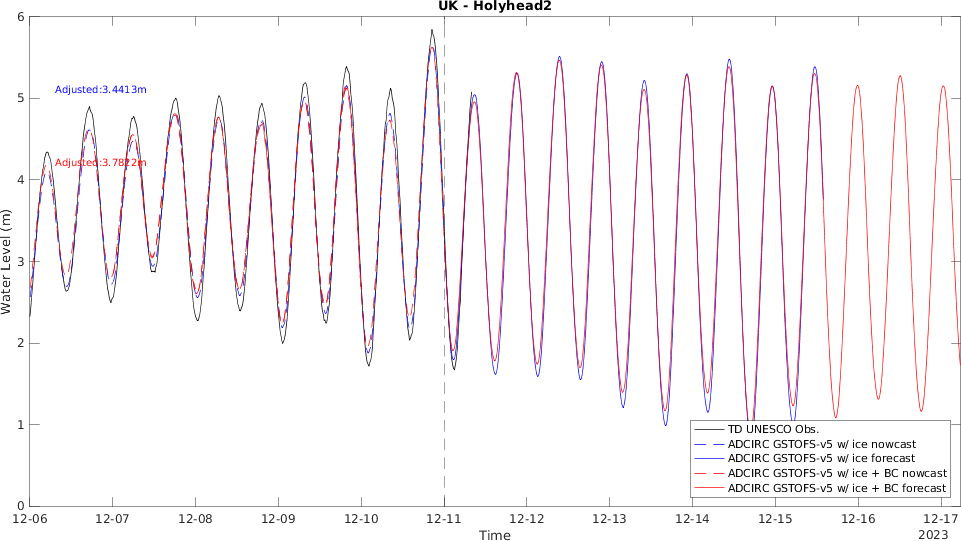 UK - Holyhead2
6
5
4
3
2
1
0
Water Level (m)
Adjusted:3.4413m
Adjusted:3.7822m
TD UNESCO Obs.
ADCIRC GSTOFS-v5 w/ ice nowcast
ADCIRC GSTOFS-v5 w/ ice forecast
ADCIRC GSTOFS-v5 w/ ice + BC nowcast
ADCIRC GSTOFS-v5 w/ ice + BC forecast
12-06 12-07 12-08 12-09 12-10 12-11 12-12 12-13 12-14 12-15 12-16 12-17
Time
2023